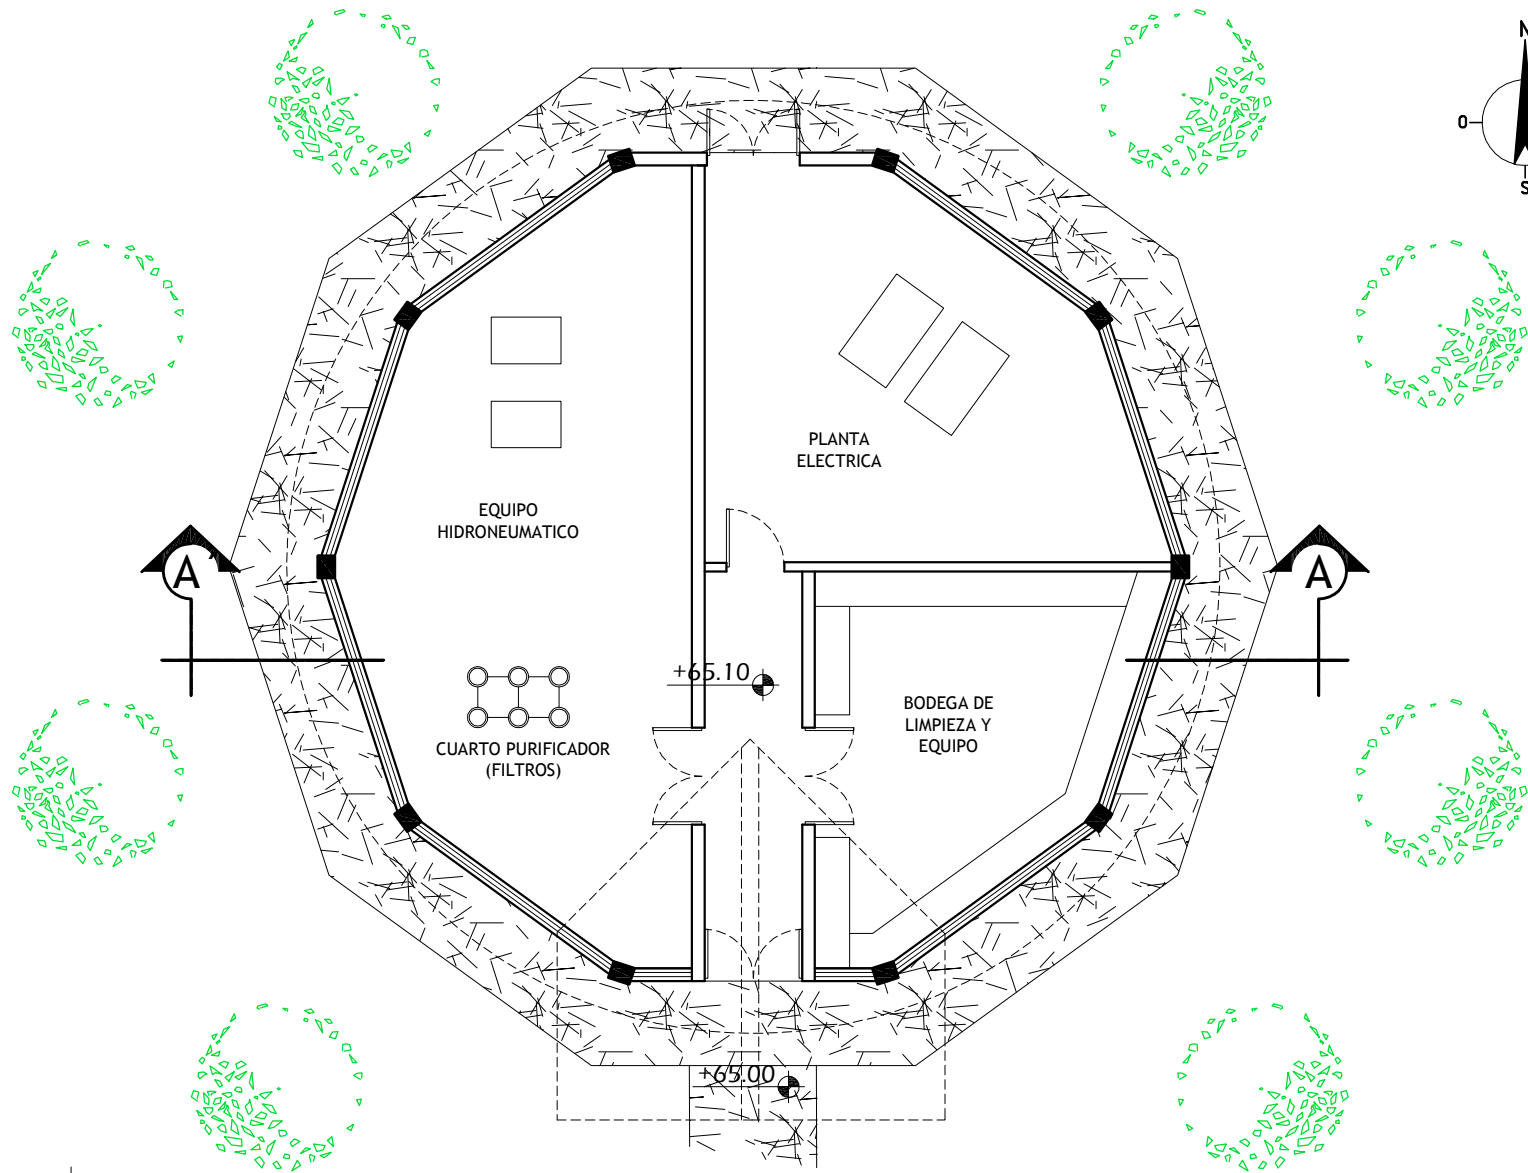 N
O
S
PLANTA
ELECTRICA
EQUIPO
HIDRONEUMATICO
A'
A
+65.10
BODEGA DE
LIMPIEZA Y
EQUIPO
CUARTO PURIFICADOR
(FILTROS)
+65.00